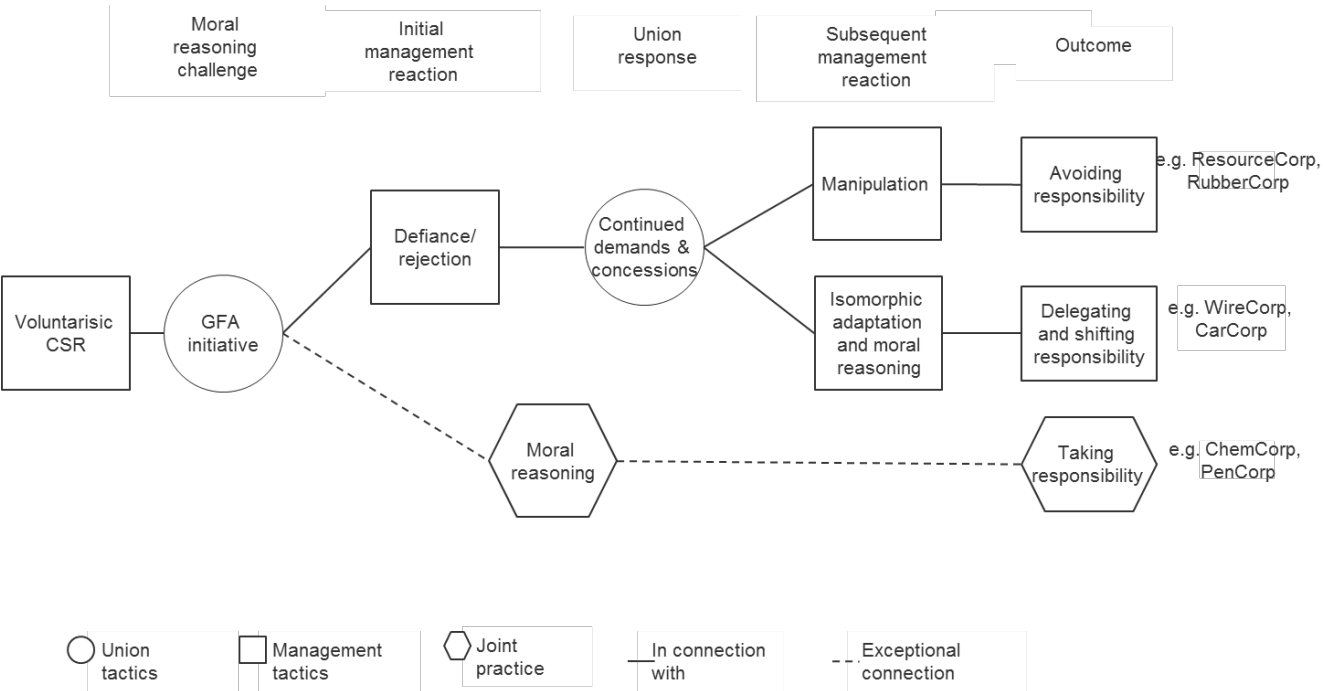 Moral
reasoning
challenge
Initial
management
reaction
Union
response
Subsequent
management
reaction
Outcome
Voluntarisic
CSR
GFA
initiative
Defiance/
rejection
Continued
demands &
concessions
Manipulation
Avoiding
responsibility
e.g. ResourceCorp,
RubberCorp
Isomorphic
adaptation
and moral
reasoning
Delegating
and shifting
responsibility
e.g. WireCorp,
CarCorp
Moral
reasoning
Taking
responsibility
e.g. ChemCorp,
PenCorp
Union
tactics
Management
tactics
Joint
practice
In connection
with
Exceptional
connection